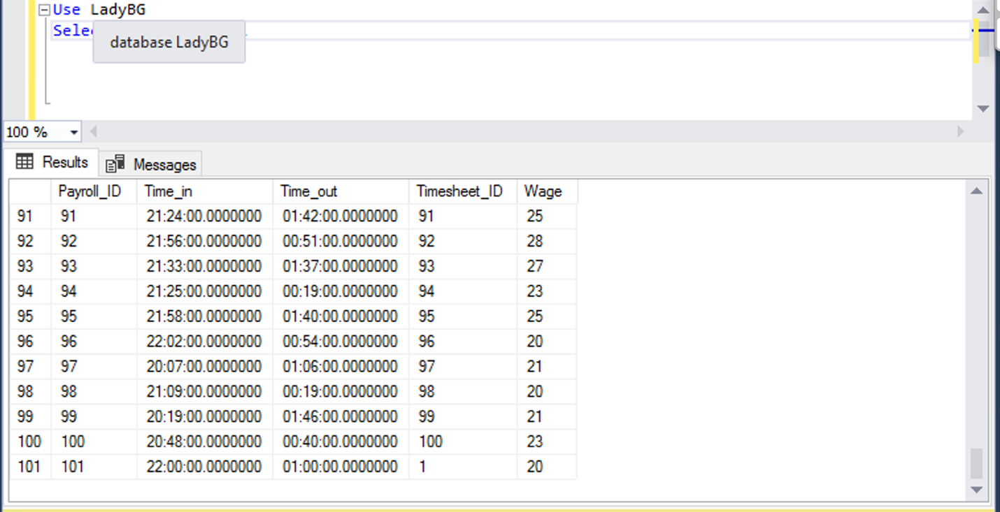 Use LadyBG
database LadyBG
100 %
Results Messages
Payroll_ID Time_in Time_out Timesheet_ID Wage
91 91 21:24:00.0000000 01:42:00.0000000 91 25
92 92 21:56:00.0000000 00:51:00.0000000 92 28
93 93 21:33:00.0000000 01:37:00.0000000 93 27
94 94 21:25:00.0000000 00:19:00.0000000 94 23
95 95 21:58:00.0000000 01:40:00.0000000 95 25
96 96 22:02:00.0000000 00:54:00.0000000 96 20
97 97 20:07:00.0000000 01:06:00.0000000 97 21
98 98 21:09:00.0000000 00:19:00.0000000 98 20
99 99 20:19:00.0000000 01:46:00.0000000 99 21
100 100 20:48:00.0000000 00:40:00.0000000 100 23
101 101 22:00:00.0000000 01:00:00.0000000 1 20